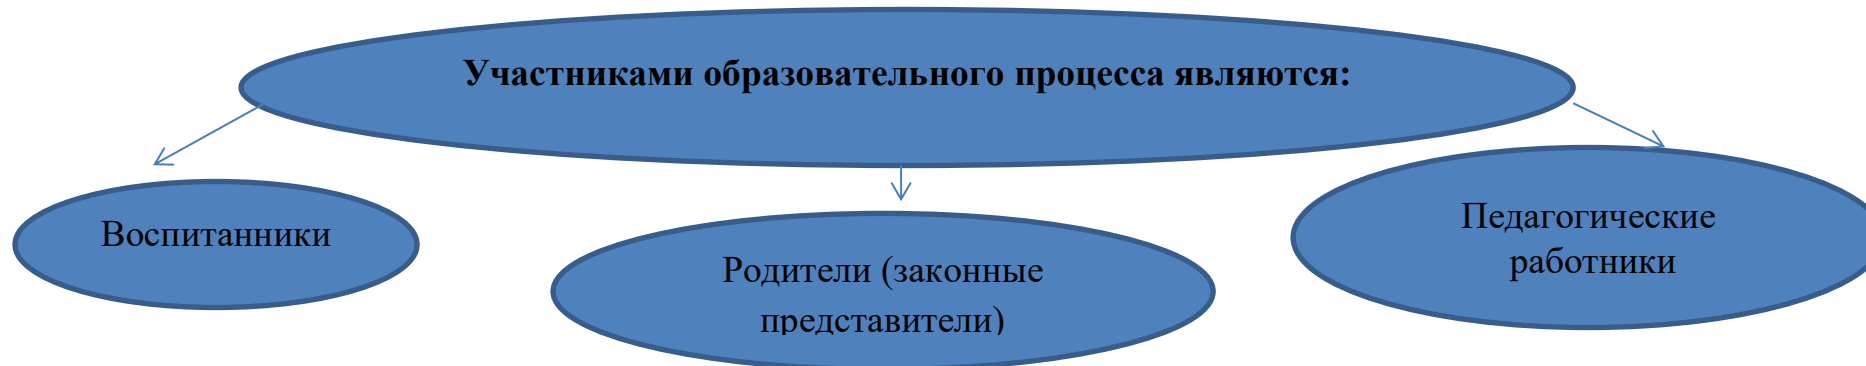 Участниками образовательного процесса являются:
Воспитанники
Родители (законные
представители)
Педагогические
работники